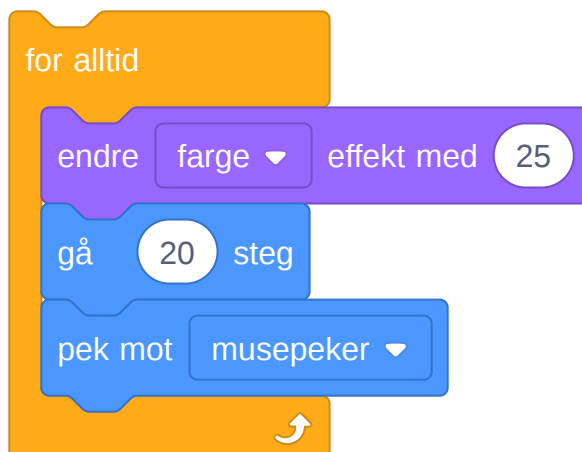 for alltid
endre farge effekt med 25
gå 20 steg
pek mot musepeker